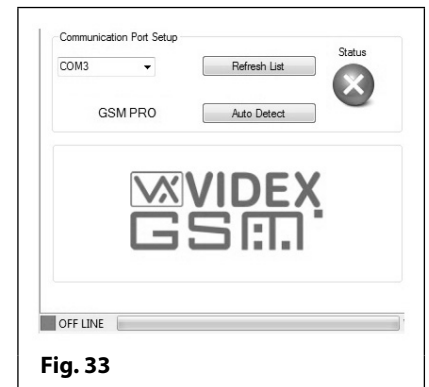 Communication Port Setup
Status
COM3
Refresh List
GSM PRO
Auto Detect
VIDEX
GSM
OFF LINE
Fig. 33